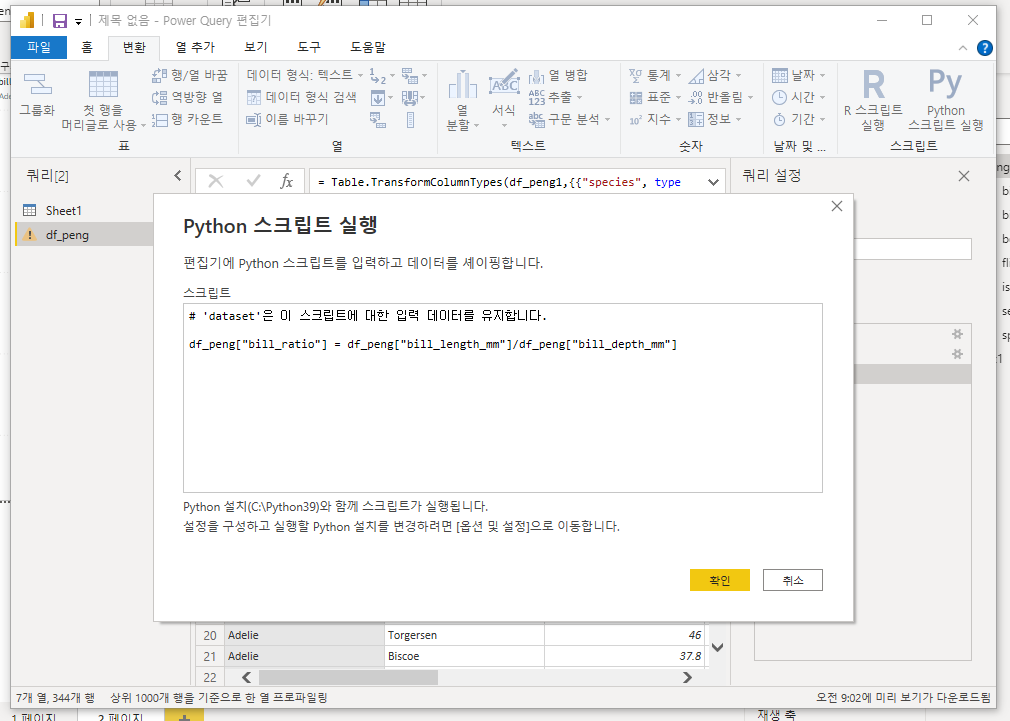 제목 없음 - Power Query 편집기
파일 홈 변환 열 추가 보기 도구 도움말
그룹화
첫 행을
머리글로 사용
행/열 바꿈
역방향 열
행 카운트
표
데이터 형식: 텍스트
데이터 형식 검색
이름 바꾸기
열
열
분할
서식
열 병합
추출
구문 분석
텍스트
통계
표준
지수
삼각
반올림
정보
숫자
날짜
시간
기간
날짜 및 ...
R 스크립트
실행
Python
스크립트 실행
스크립트
쿼리[2]
Sheet1
df_peng
= Table.TransformColumnTypes(df_peng1,{{"species", type
쿼리 설정
Python 스크립트 실행
편집기에 Python 스크립트를 입력하고 데이터를 셰이핑합니다.
스크립트
# 'dataset'은 이 스크립트에 대한 입력 데이터를 유지합니다.
df_peng["bill_ratio"] = df_peng["bill_length_mm"]/df_peng["bill_depth_mm"]
Python 설치(C:\Python39)와 함께 스크립트가 실행됩니다.
설정을 구성하고 실행할 Python 설치를 변경하려면 [옵션 및 설정]으로 이동합니다.
확인 취소
20 Adelie Torgersen 46
21 Adelie Biscoe 37.8
22
7개 열, 344개 행 상위 1000개 행을 기준으로 한 열 프로파일링
오전 9:02에 미리 보기가 다운로드됨
1 페이지 2 페이지
재생 축